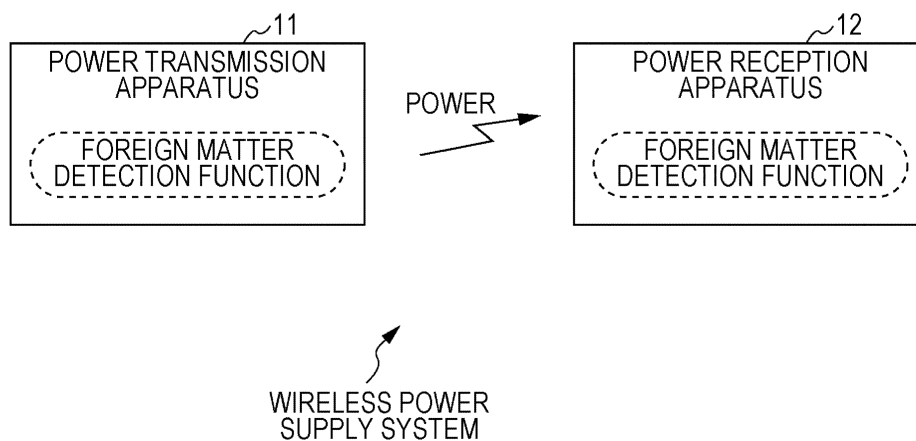 11
POWER TRANSMISSION
APPARATUS
FOREIGN MATTER
DETECTION FUNCTION
POWER
12
POWER RECEPTION
APPARATUS
FOREIGN MATTER
DETECTION FUNCTION
WIRELESS POWER
SUPPLY SYSTEM